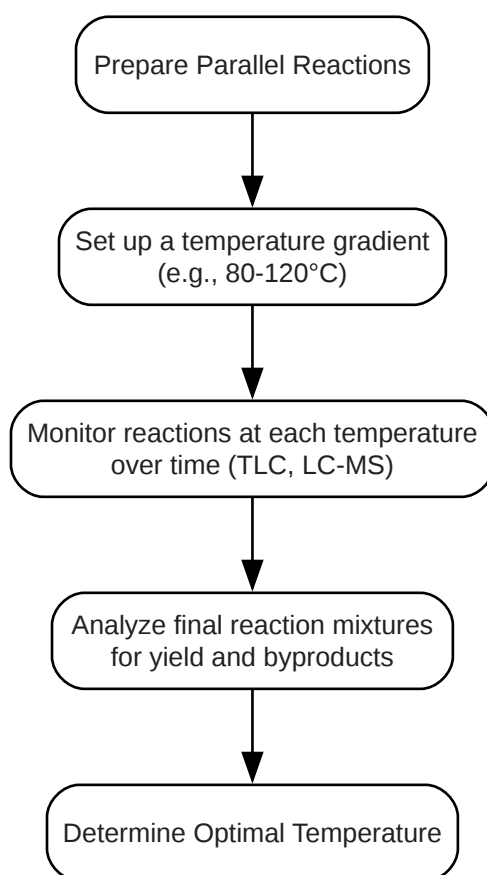 Prepare Parallel Reactions
Set up a temperature gradient
(e.g., 80-120°C)
Monitor reactions at each temperature
over time (TLC, LC-MS)
Analyze final reaction mixtures
for yield and byproducts
Determine Optimal Temperature